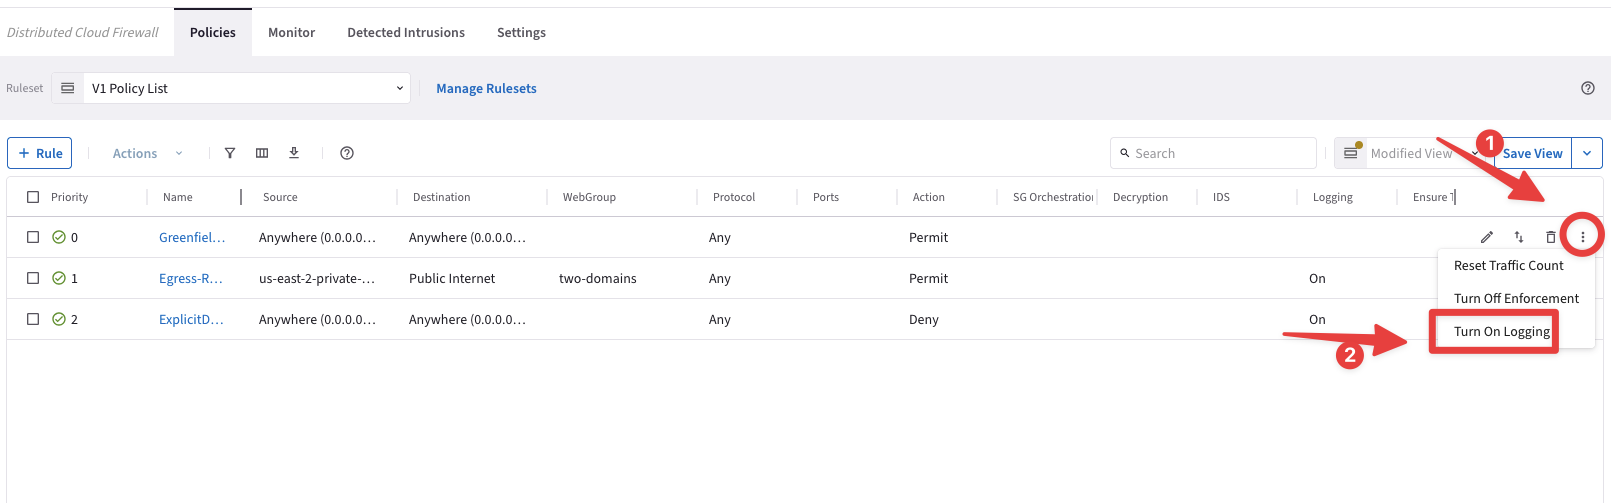 Distributed Cloud Firewall Policies Monitor Detected Intrusions Settings
Ruleset V1 Policy List Manage Rulesets
+ Rule Actions Search Modified View 1 Save View
Priority Name Source Destination WebGroup Protocol Ports Action SG Orchestration Decryption IDS Logging Ensure T
0 Greenfiel... Anywhere (0.0.0.0... Anywhere (0.0.0.0... Any Permit
Reset Traffic Count
1 Egress-R... us-east-2-private-... Public Internet two-domains Any Permit On
Turn Off Enforcement
2 ExplicitD... Anywhere (0.0.0.0... Anywhere (0.0.0.0... Any Deny On
Turn On Logging
2